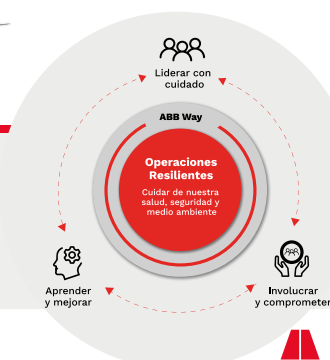 Liderar con
cuidado
ABB Way
Operaciones
Resilientes
Cuidar de nuestra
salud, seguridad y
medio ambiente
Aprender
y mejorar
Involucrar
y comprometer